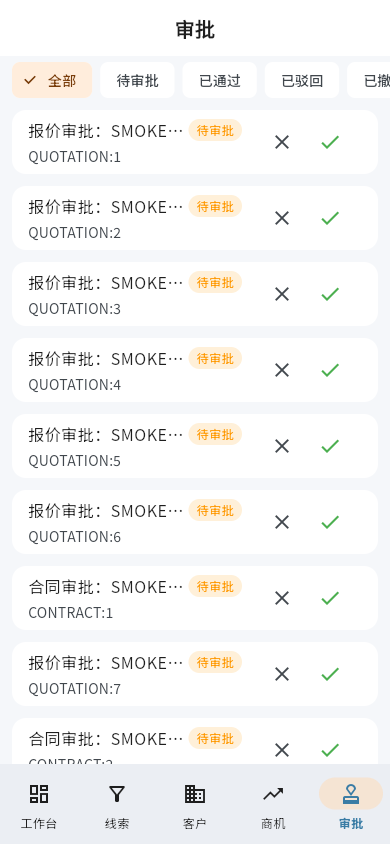 审批
全部 待审批 已通过 已驳回 已撤
报价审批：SMOKE… 待审批
QUOTATION:1
报价审批：SMOKE… 待审批
QUOTATION:2
报价审批：SMOKE… 待审批
QUOTATION:3
报价审批：SMOKE… 待审批
QUOTATION:4
报价审批：SMOKE… 待审批
QUOTATION:5
报价审批：SMOKE… 待审批
QUOTATION:6
合同审批：SMOKE… 待审批
CONTRACT:1
报价审批：SMOKE… 待审批
QUOTATION:7
合同审批：SMOKE… 待审批
CONTRACT:2
工作台 线索 客户 商机 审批